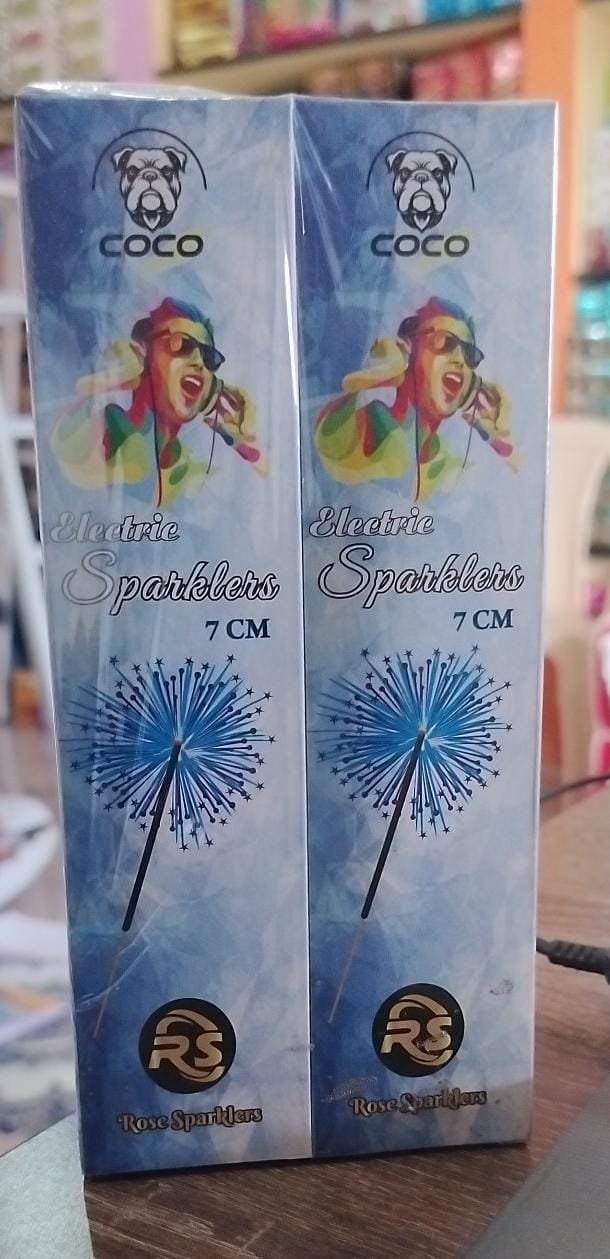 COCO
Electric
Sparklers
7 CM
RS
Rose Sparklers
COCO
Electric
Sparklers
7 CM
RS
Rose Sparklers